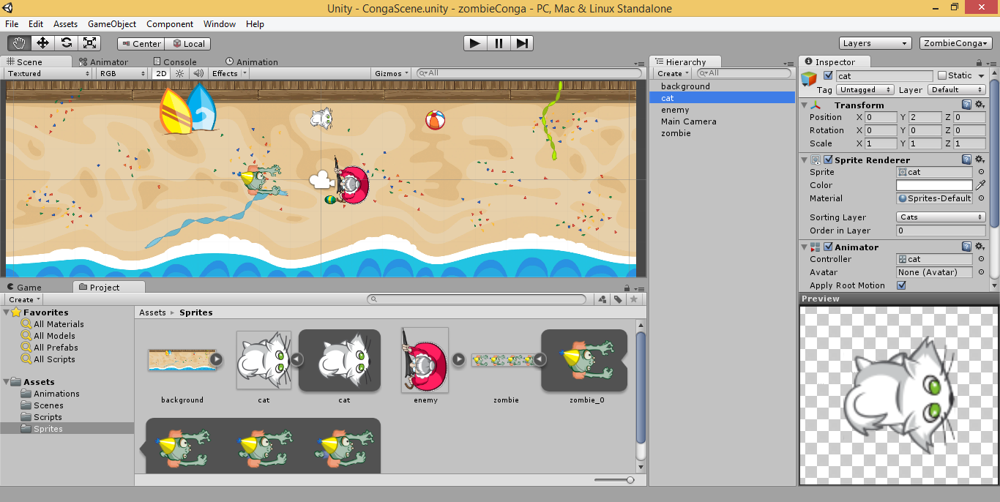 Unity - CongaScene.unity - zombieConga - PC, Mac & Linux Standalone
File Edit Assets GameObject Component Window Help
Center Local
Layers
ZombieConga
Scene Animator Console Animation
Textured RGB 2D Effects Gizmos All
Hierarchy
Create All
background
cat
enemy
Main Camera
zombie
Inspector
cat Static
Tag Untagged Layer Default
Transform
Position X 0 Y 2 Z 0
Rotation X 0 Y 0 Z 0
Scale X 1 Y 1 Z 1
Sprite Renderer
Sprite cat
Color
Material Sprites-Default
Sorting Layer Cats
Order in Layer 0
Animator
Controller cat
Avatar None (Avatar)
Apply Root Motion
Preview
Game Project
Create
Favorites
All Materials
All Models
All Prefabs
All Scripts
Assets
Animations
Scenes
Scripts
Sprites
Assets Sprites
background cat cat enemy zombie zombie_0